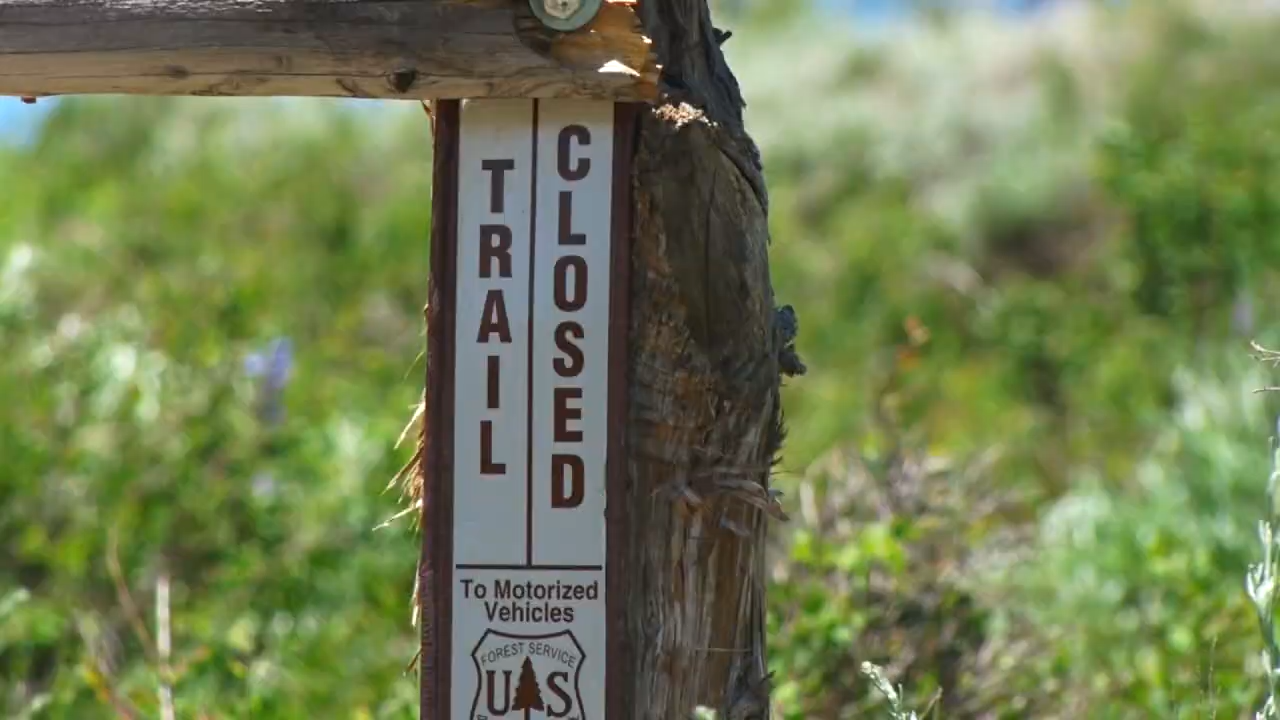 TRAIL
CLOSED
To Motorized
Vehicles
FOREST SERVICE
US